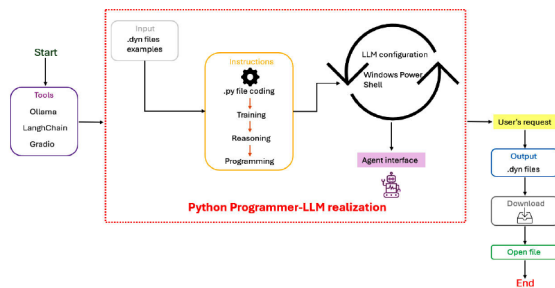 Start
Tools
Ollama
LanghChain
Gradio
Input
.dyn files
examples
Instructions
.py file coding
Training
Reasoning
Programming
LLM configuration
Windows Power
Shell
Agent interface
Python Programmer-LLM realization
User's request
Output
.dyn files
Download
Open file
End